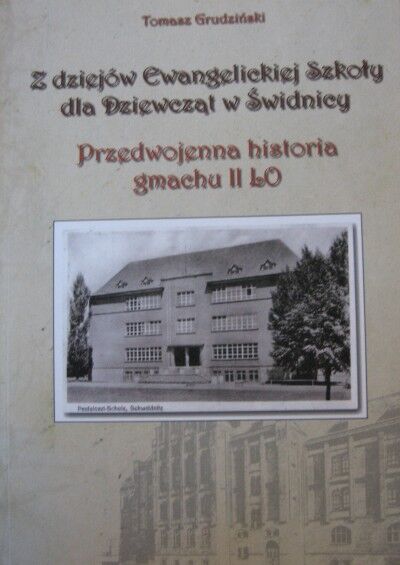 Tomasz Grudziński
Z dziejów Ewangelickiej Szkoły
dla Dziewcząt w Świdnicy
Przedwojenna historia
gmachu II LO
Pestalozzi-Schule, Schweidnitz